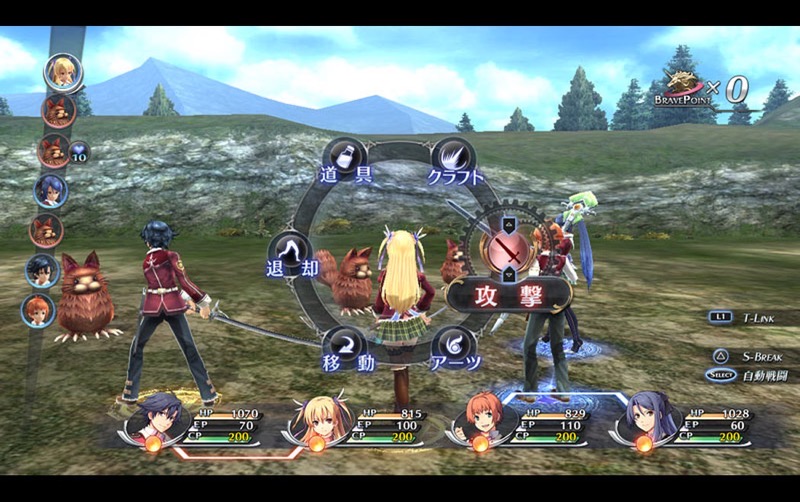 BRAVEPOINT ×0
10
道具
クラフト
退却
攻撃
移動
アーツ
L1 T-LINK
S-BREAK
SELECT 自動戦闘
HP 1070
EP 70
CP 200
HP 815
EP 100
CP 200
HP 829
EP 110
CP 200
HP 1028
EP 60
CP 200